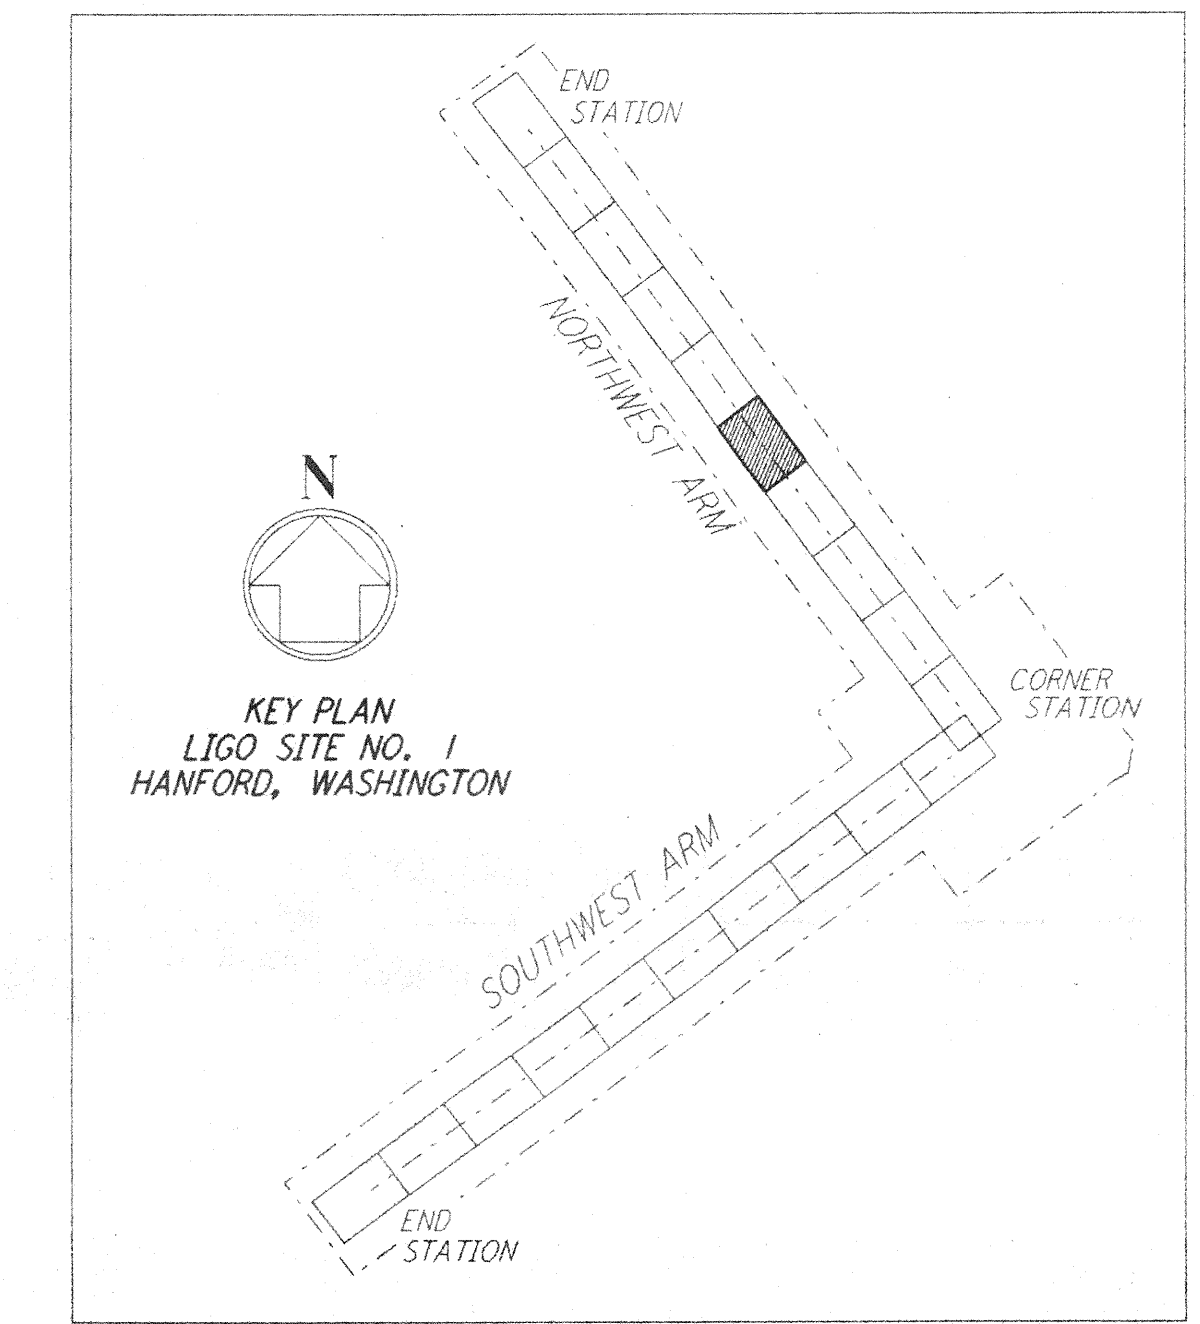 END
STATION
NORTHWEST ARM
N
KEY PLAN
LIGO SITE NO. 1
HANFORD, WASHINGTON
CORNER
STATION
SOUTHWEST ARM
END
STATION